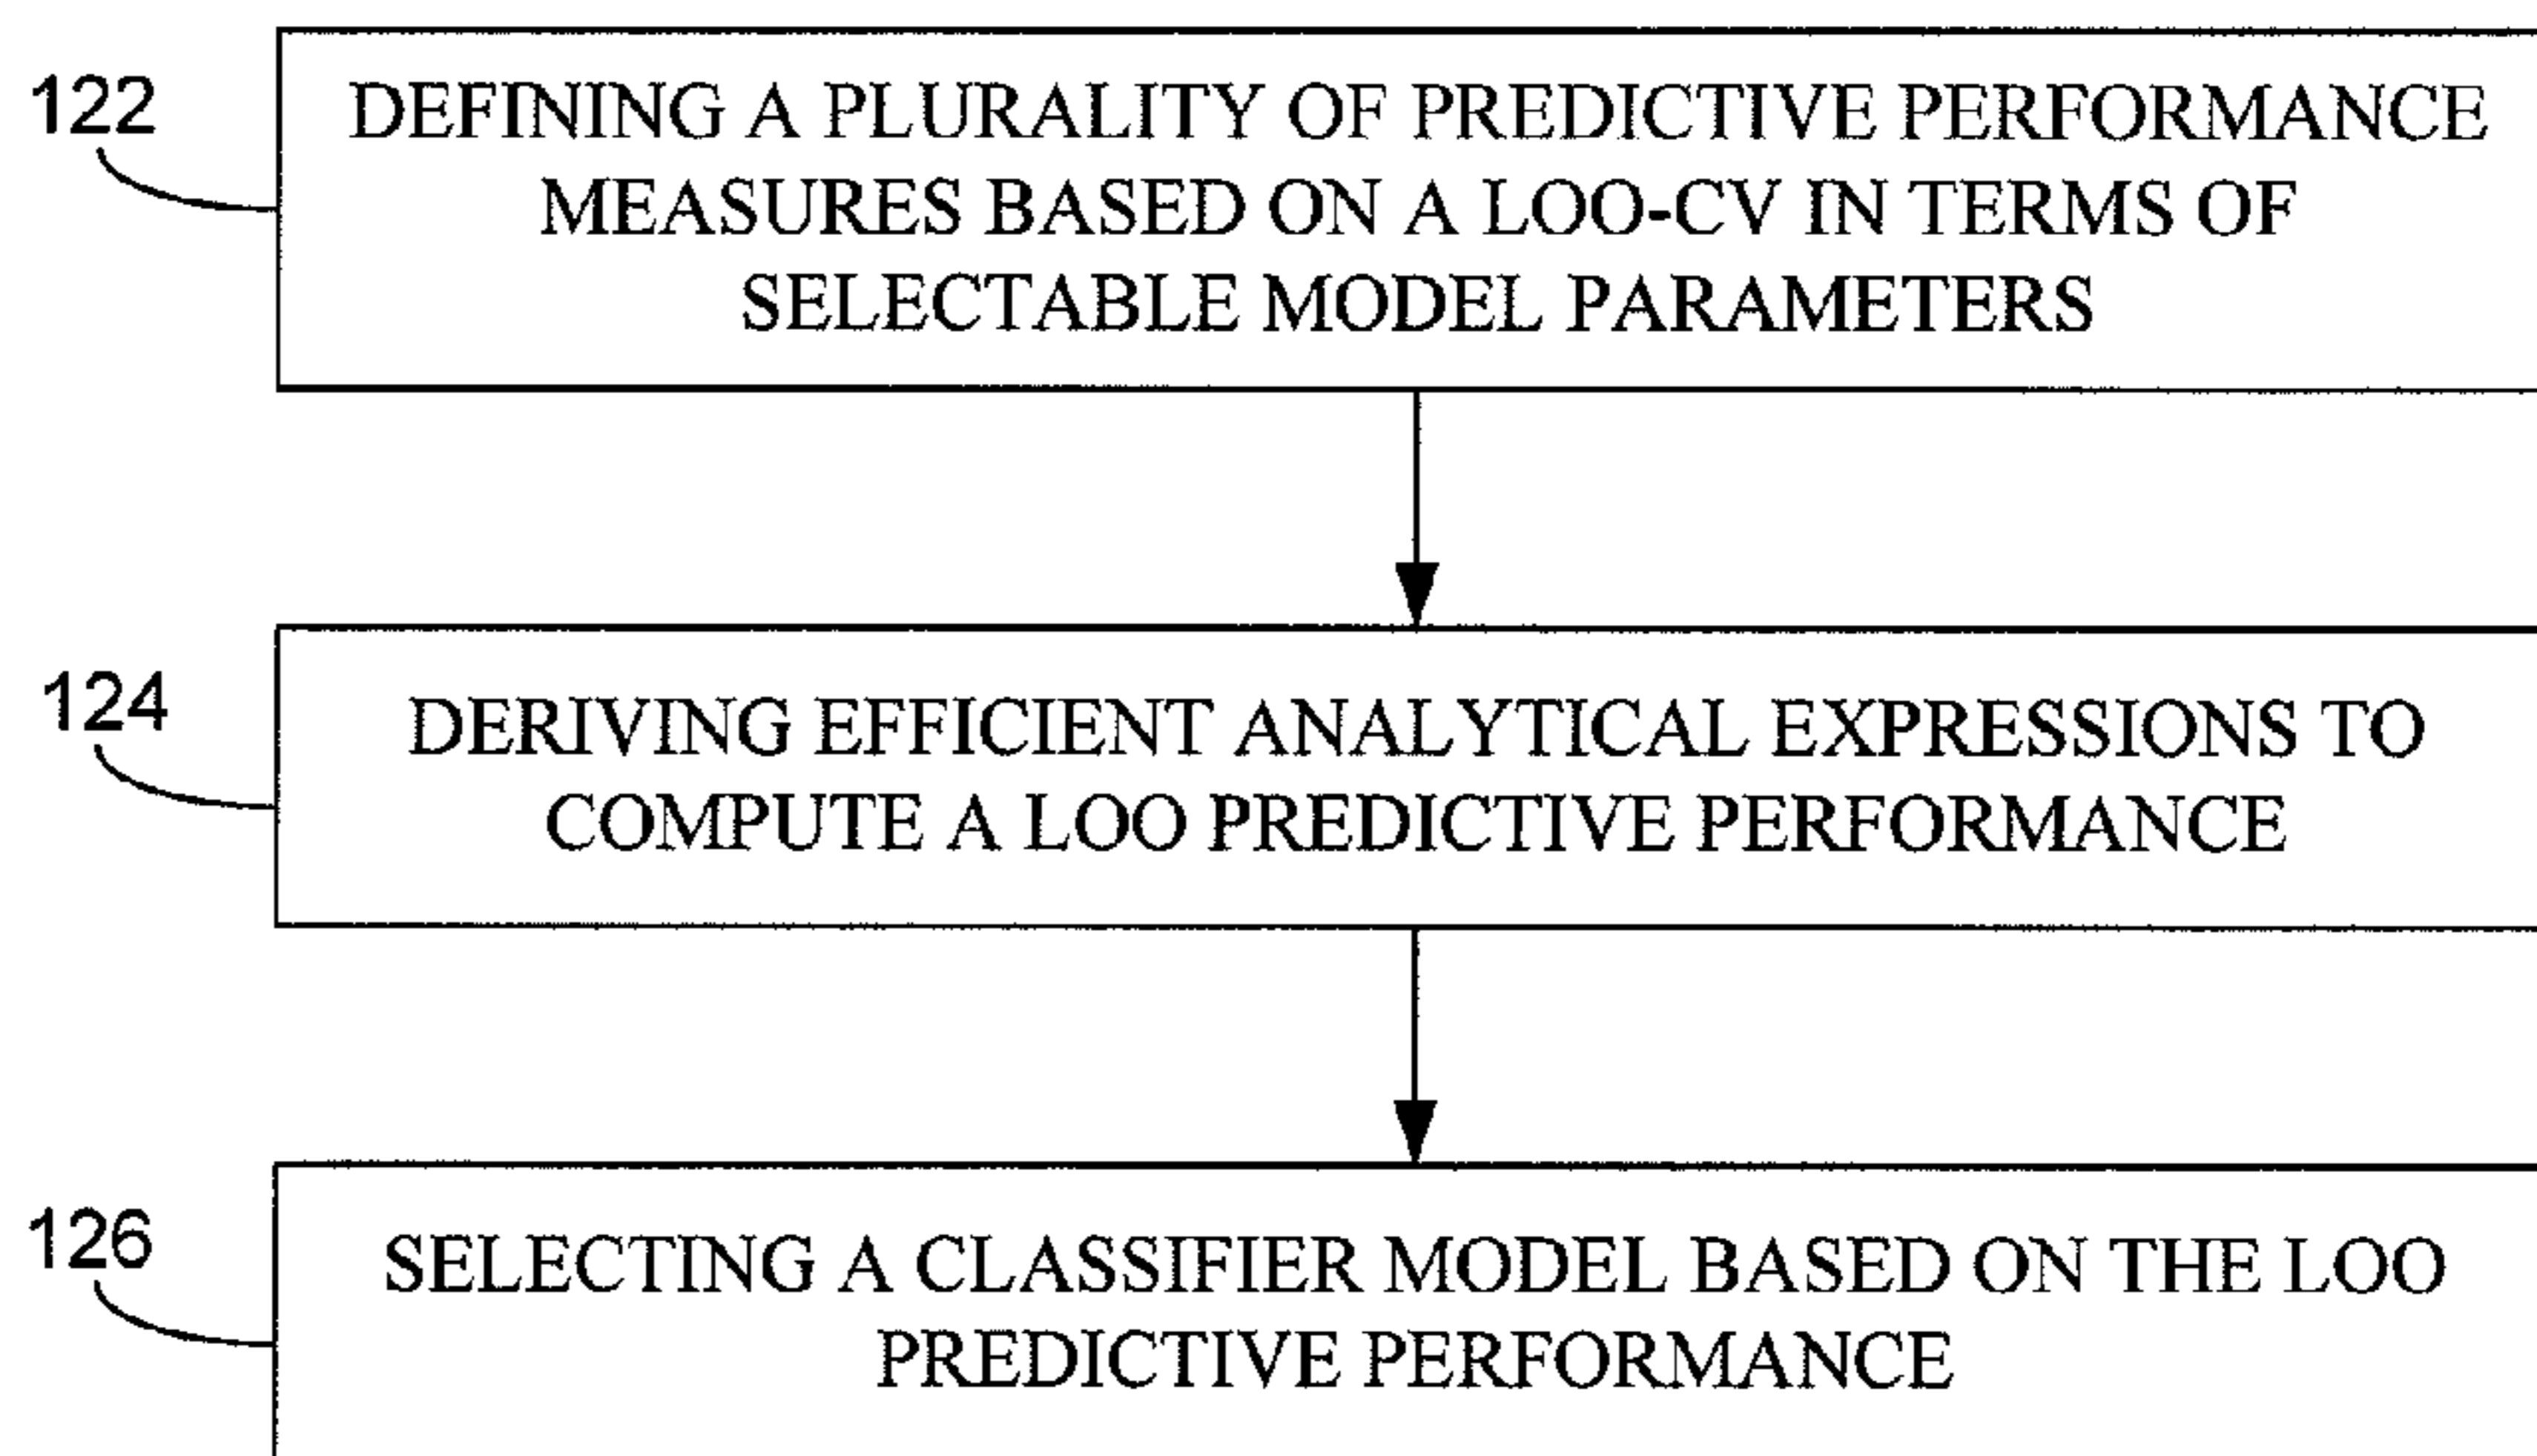 122
DEFINING A PLURALITY OF PREDICTIVE PERFORMANCE
MEASURES BASED ON A LOO-CV IN TERMS OF
SELECTABLE MODEL PARAMETERS
124
DERIVING EFFICIENT ANALYTICAL EXPRESSIONS TO
COMPUTE A LOO PREDICTIVE PERFORMANCE
126
SELECTING A CLASSIFIER MODEL BASED ON THE LOO
PREDICTIVE PERFORMANCE